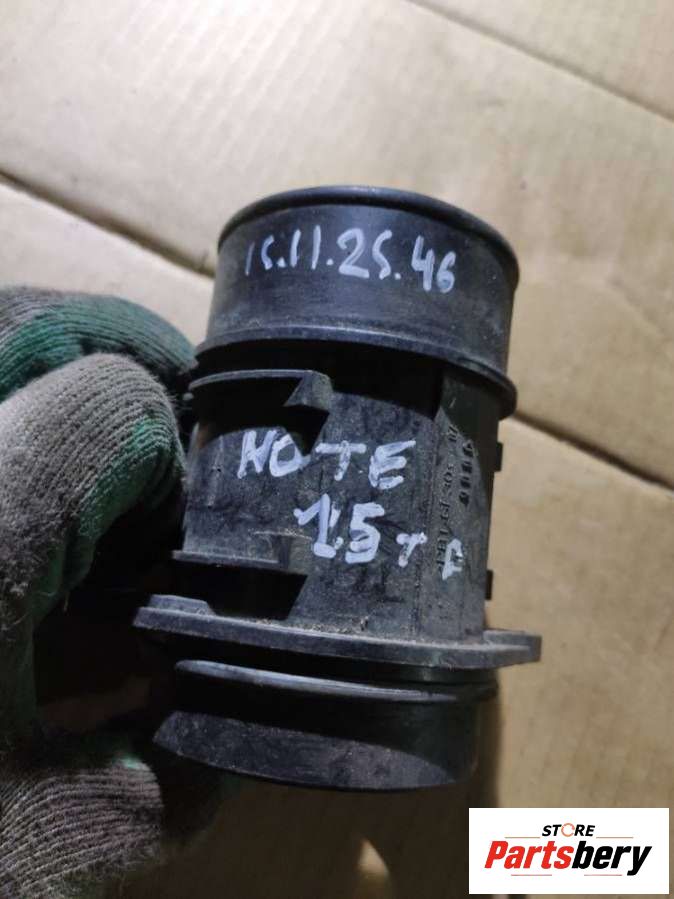 15.11.25.46
NOTE
1.5 T D
STORE
Partsbery